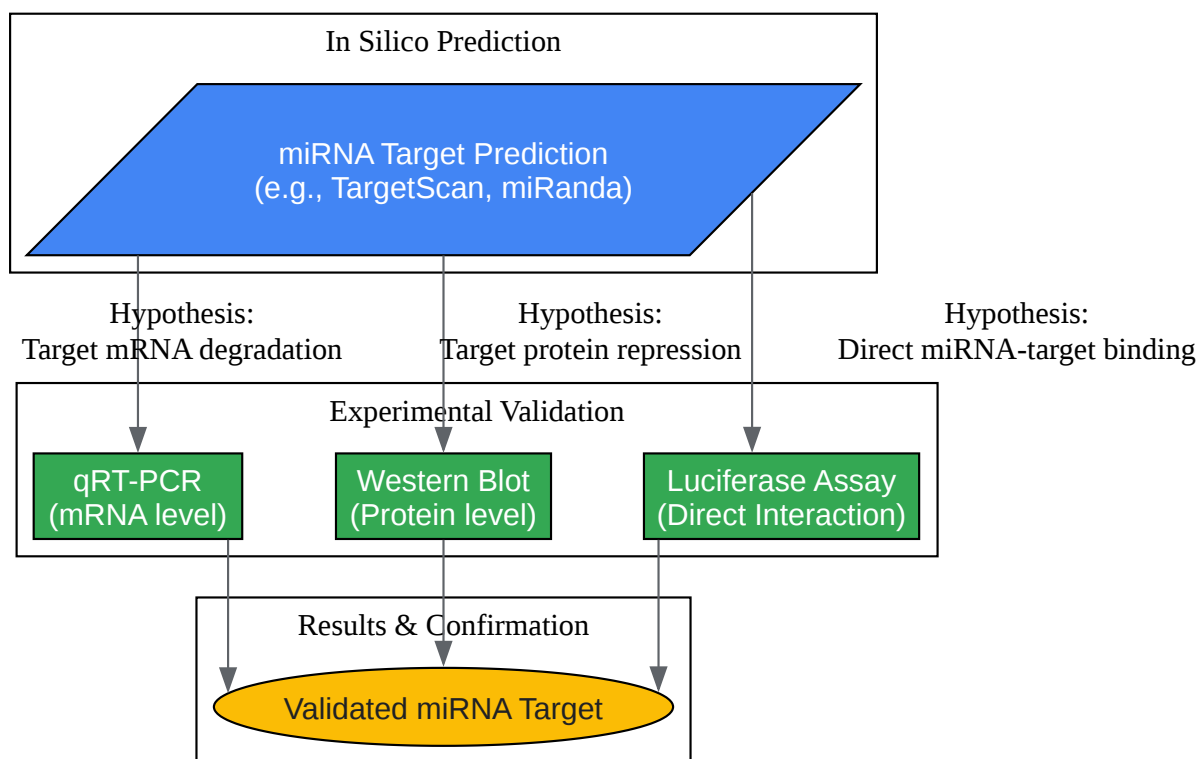 In Silico Prediction
miRNA Target Prediction
(e.g., TargetScan, miRanda)
Hypothesis:
Target mRNA degradation
Hypothesis:
Target protein repression
Hypothesis:
Direct miRNA-target binding
Experimental Validation
qRT-PCR
(mRNA level)
Western Blot
(Protein level)
Luciferase Assay
(Direct Interaction)
Results & Confirmation
Validated miRNA Target